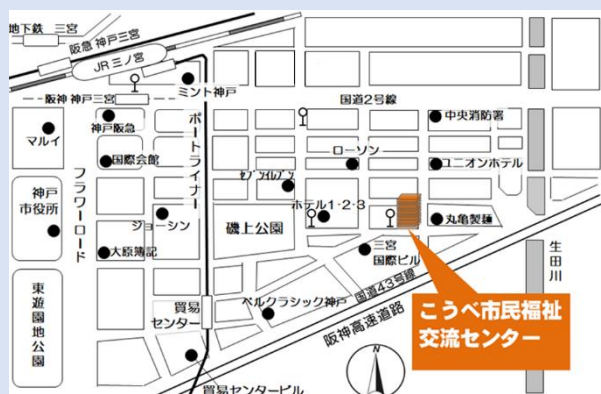 地下鉄 三宮
阪急 神戸三宮
JR 三ノ宮
ミント神戸
阪神 神戸三宮
国道2号線
神戸阪急
中央消防署
マルイ
国際会館
ポートライナー
ローソン
ユニオンホテル
フラワーロード
セブンイレブン
神戸
市役所
ジョーシン
磯上公園
ホテル1・2・3
丸亀製麺
大原簿記
三宮
国際ビル
生田川
国道43号線
東遊園地公園
貿易
センター
ベルクラシック神戸
阪神高速道路
こうべ市民福祉
交流センター
N
貿易センタービル